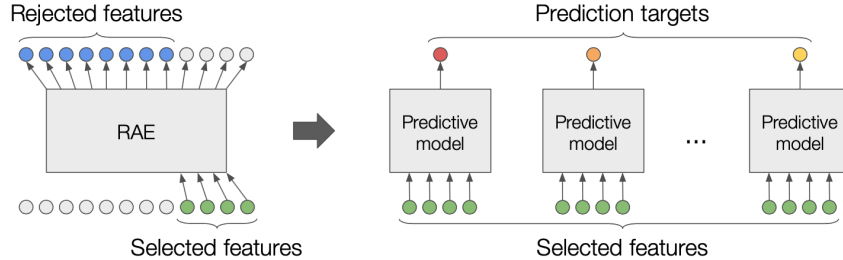 Rejected features
Prediction targets
RAE
Predictive
model
Predictive
model
...
Predictive
model
Selected features
Selected features